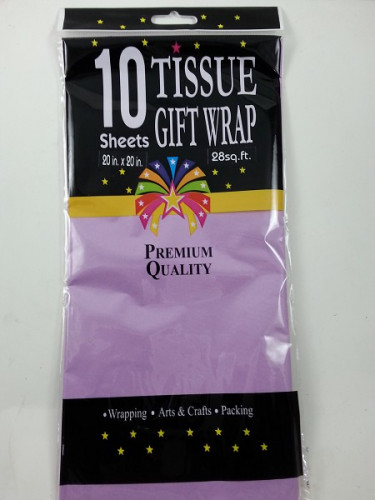 10 TISSUE
Sheets GIFT WRAP
20 in. x 20 in. 28sq.ft.
PREMIUM
QUALITY
•Wrapping • Arts & Crafts • Packing